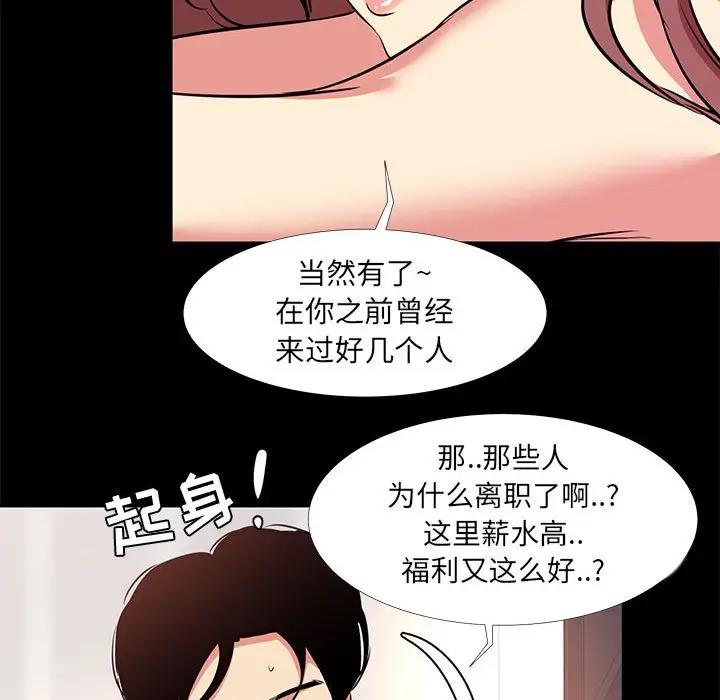 当然有了~
在你之前曾经
来过好几个人
那..那些人
为什么离职了啊..?
这里薪水高..
福利又这么好..?
起身!